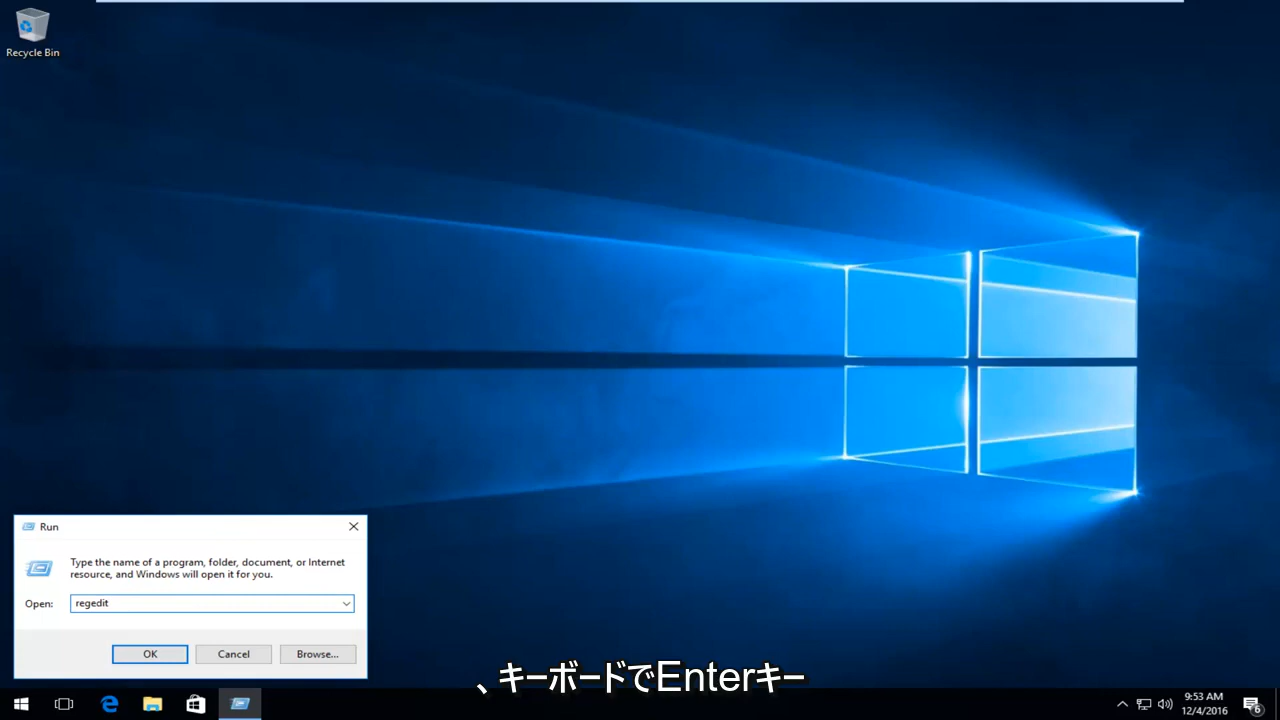 Recycle Bin
Run
Type the name of a program, folder, document, or Internet
resource, and Windows will open it for you.
Open:
regedit
OK
Cancel
Browse...
、キーボードでEnterキー
9:53 AM
12/4/2016
6